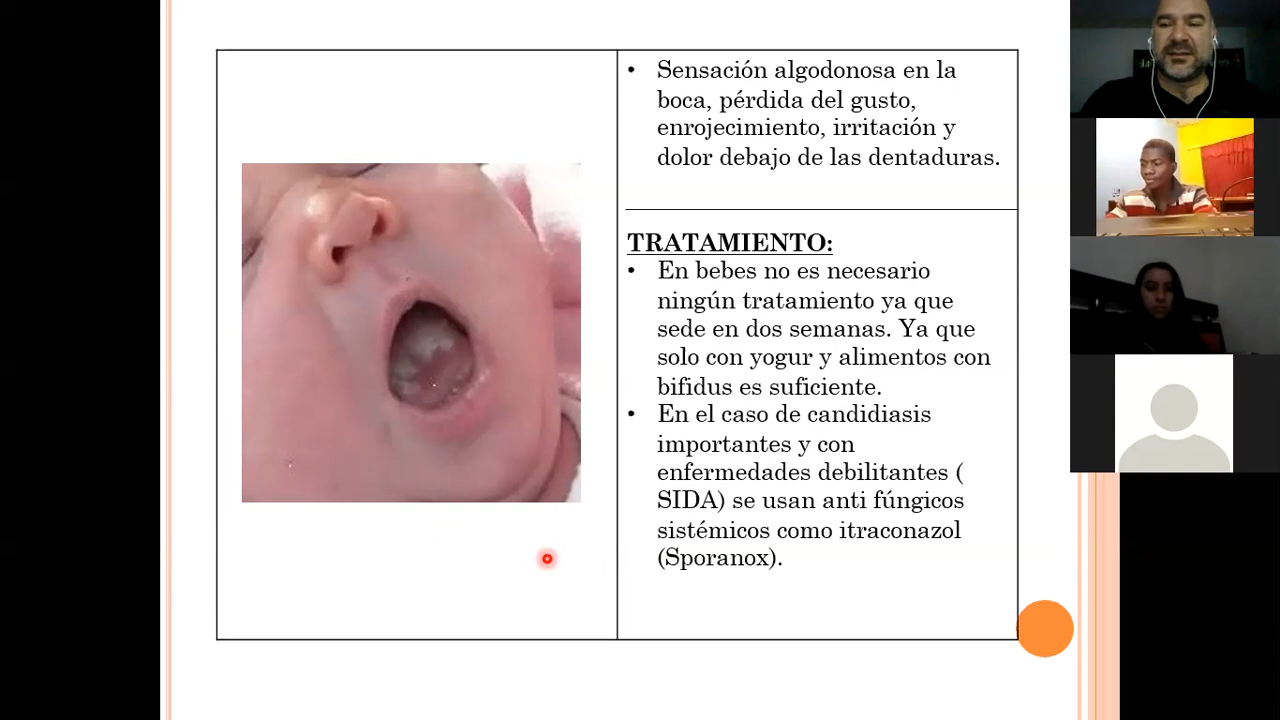 • Sensación algodonosa en la
boca, pérdida del gusto,
enrojecimiento, irritación y
dolor debajo de las dentaduras.
TRATAMIENTO:
• En bebes no es necesario
ningún tratamiento ya que
sede en dos semanas. Ya que
solo con yogur y alimentos con
bifidus es suficiente.
• En el caso de candidiasis
importantes y con
enfermedades debilitantes (
SIDA) se usan anti fúngicos
sistémicos como itraconazol
(Sporanox).